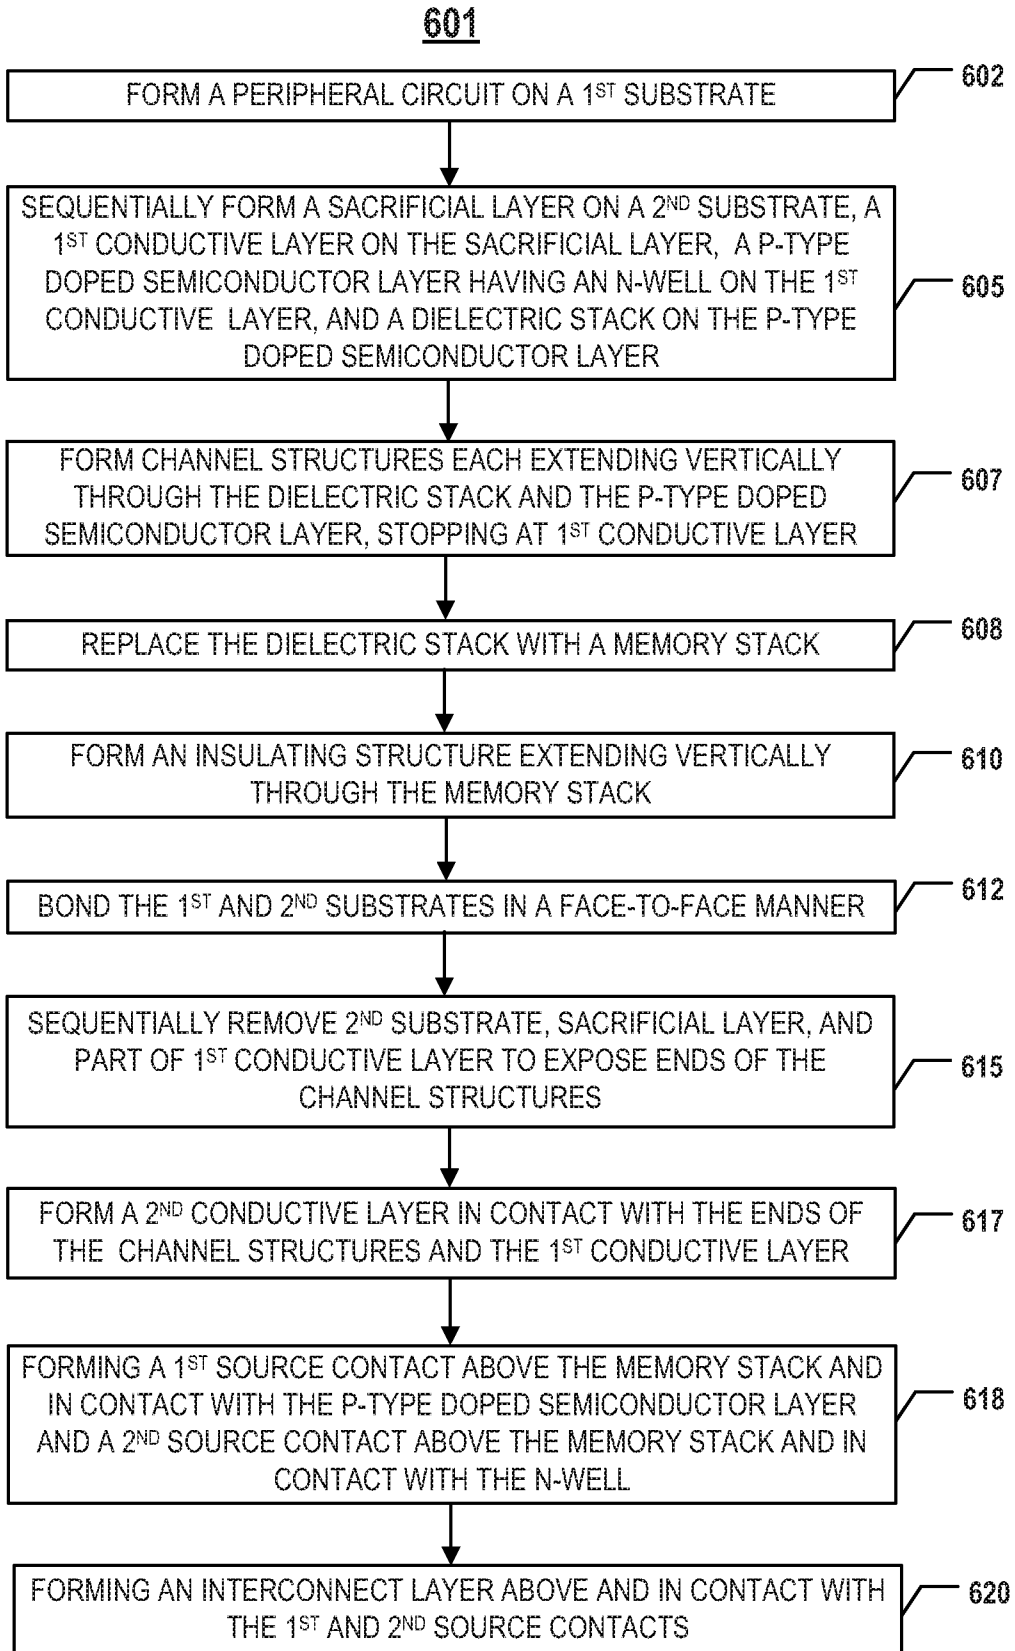 601
FORM A PERIPHERAL CIRCUIT ON A 1ST SUBSTRATE
602
SEQUENTIALLY FORM A SACRIFICIAL LAYER ON A 2ND SUBSTRATE, A
1ST CONDUCTIVE LAYER ON THE SACRIFICIAL LAYER, A P-TYPE
DOPED SEMICONDUCTOR LAYER HAVING AN N-WELL ON THE 1ST
CONDUCTIVE LAYER, AND A DIELECTRIC STACK ON THE P-TYPE
DOPED SEMICONDUCTOR LAYER
605
FORM CHANNEL STRUCTURES EACH EXTENDING VERTICALLY
THROUGH THE DIELECTRIC STACK AND THE P-TYPE DOPED
SEMICONDUCTOR LAYER, STOPPING AT 1ST CONDUCTIVE LAYER
607
REPLACE THE DIELECTRIC STACK WITH A MEMORY STACK
608
FORM AN INSULATING STRUCTURE EXTENDING VERTICALLY
THROUGH THE MEMORY STACK
610
BOND THE 1ST AND 2ND SUBSTRATES IN A FACE-TO-FACE MANNER
612
SEQUENTIALLY REMOVE 2ND SUBSTRATE, SACRIFICIAL LAYER, AND
PART OF 1ST CONDUCTIVE LAYER TO EXPOSE ENDS OF THE
CHANNEL STRUCTURES
615
FORM A 2ND CONDUCTIVE LAYER IN CONTACT WITH THE ENDS OF
THE CHANNEL STRUCTURES AND THE 1ST CONDUCTIVE LAYER
617
FORMING A 1ST SOURCE CONTACT ABOVE THE MEMORY STACK AND
IN CONTACT WITH THE P-TYPE DOPED SEMICONDUCTOR LAYER
AND A 2ND SOURCE CONTACT ABOVE THE MEMORY STACK AND IN
CONTACT WITH THE N-WELL
618
FORMING AN INTERCONNECT LAYER ABOVE AND IN CONTACT WITH
THE 1ST AND 2ND SOURCE CONTACTS
620